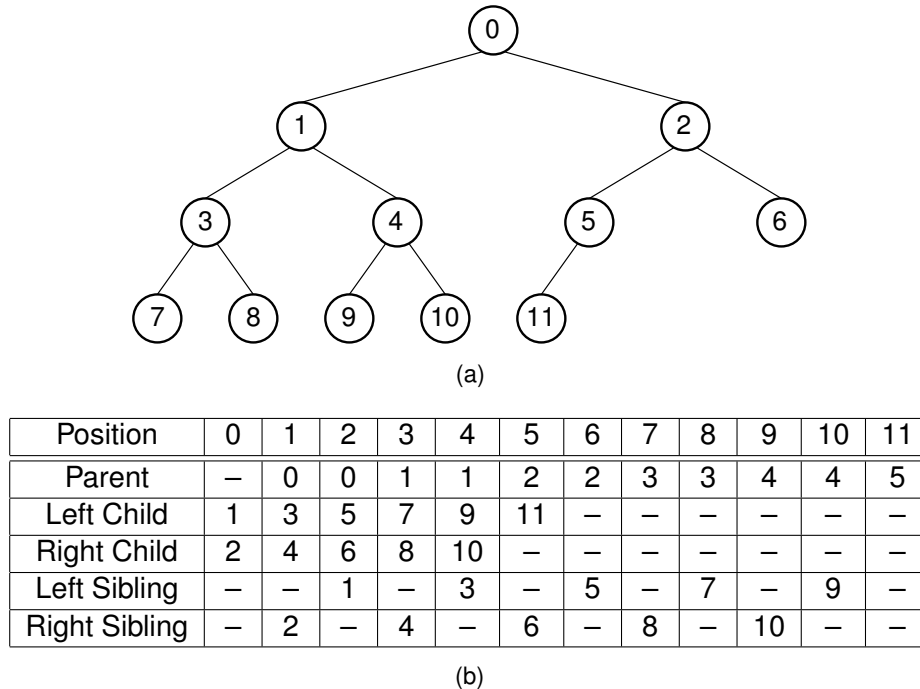 0
1 2
3 4 5 6
7 8 9 10 11
(a)
Position 0 1 2 3 4 5 6 7 8 9 10 11
Parent – 0 0 1 1 2 2 3 3 4 4 5
Left Child 1 3 5 7 9 11 – – – – – –
Right Child 2 4 6 8 10 – – – – – – –
Left Sibling – – 1 – 3 – 5 – 7 – 9 –
Right Sibling – 2 – 4 – 6 – 8 – 10 – –
(b)